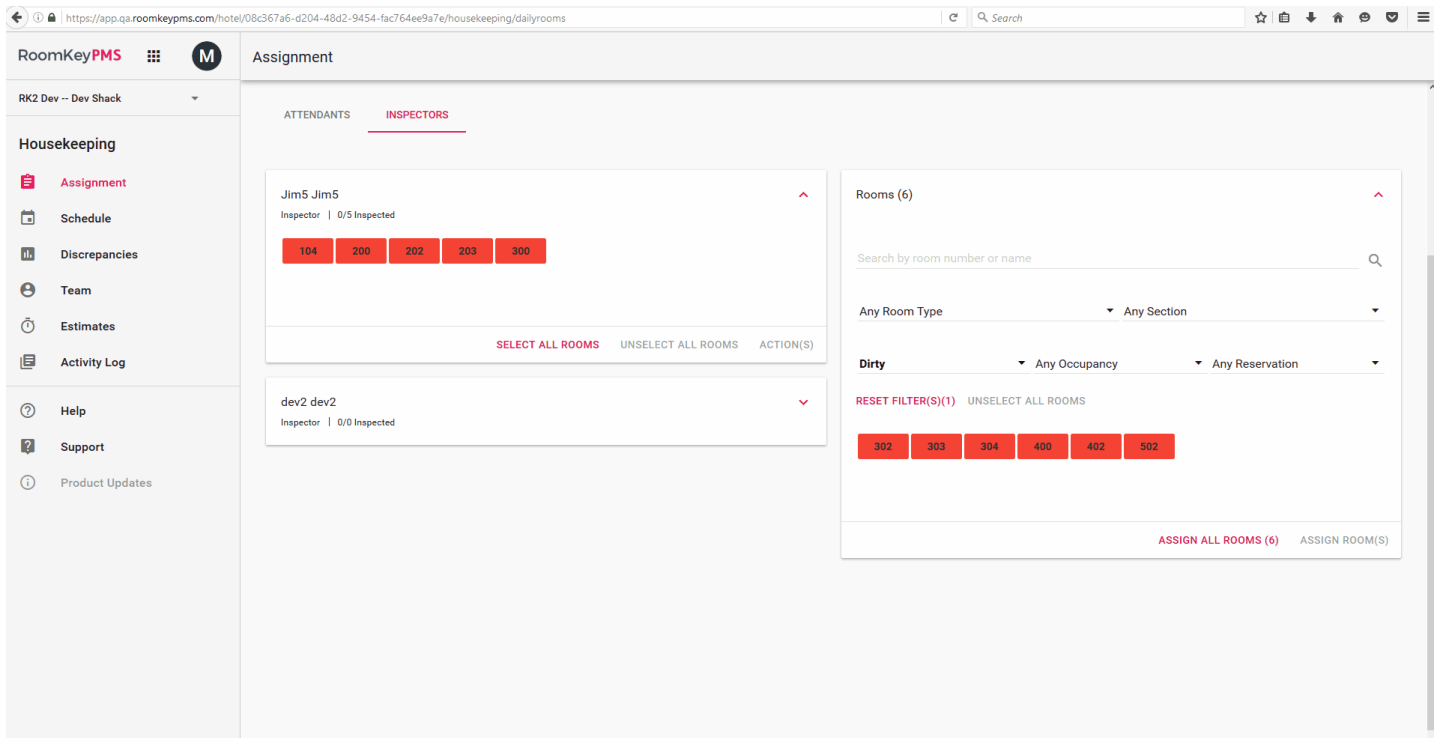 https://app.qa.roomkeypms.com/hotel/08c367a6-d204-48d2-9454-fac764ee9a7e/housekeeping/dailyrooms
Search
RoomKeyPMS
M
Assignment
RK2 Dev -- Dev Shack
Housekeeping
Assignment
Schedule
Discrepancies
Team
Estimates
Activity Log
Help
Support
Product Updates
ATTENDANTS INSPECTORS
Jim5 Jim5
Inspector | 0/5 Inspected
104 200 202 203 300
SELECT ALL ROOMS UNSELECT ALL ROOMS ACTION(S)
dev2 dev2
Inspector | 0/0 Inspected
Rooms (6)
Search by room number or name
Any Room Type Any Section
Dirty Any Occupancy Any Reservation
RESET FILTER(S)(1) UNSELECT ALL ROOMS
302 303 304 400 402 502
ASSIGN ALL ROOMS (6) ASSIGN ROOM(S)